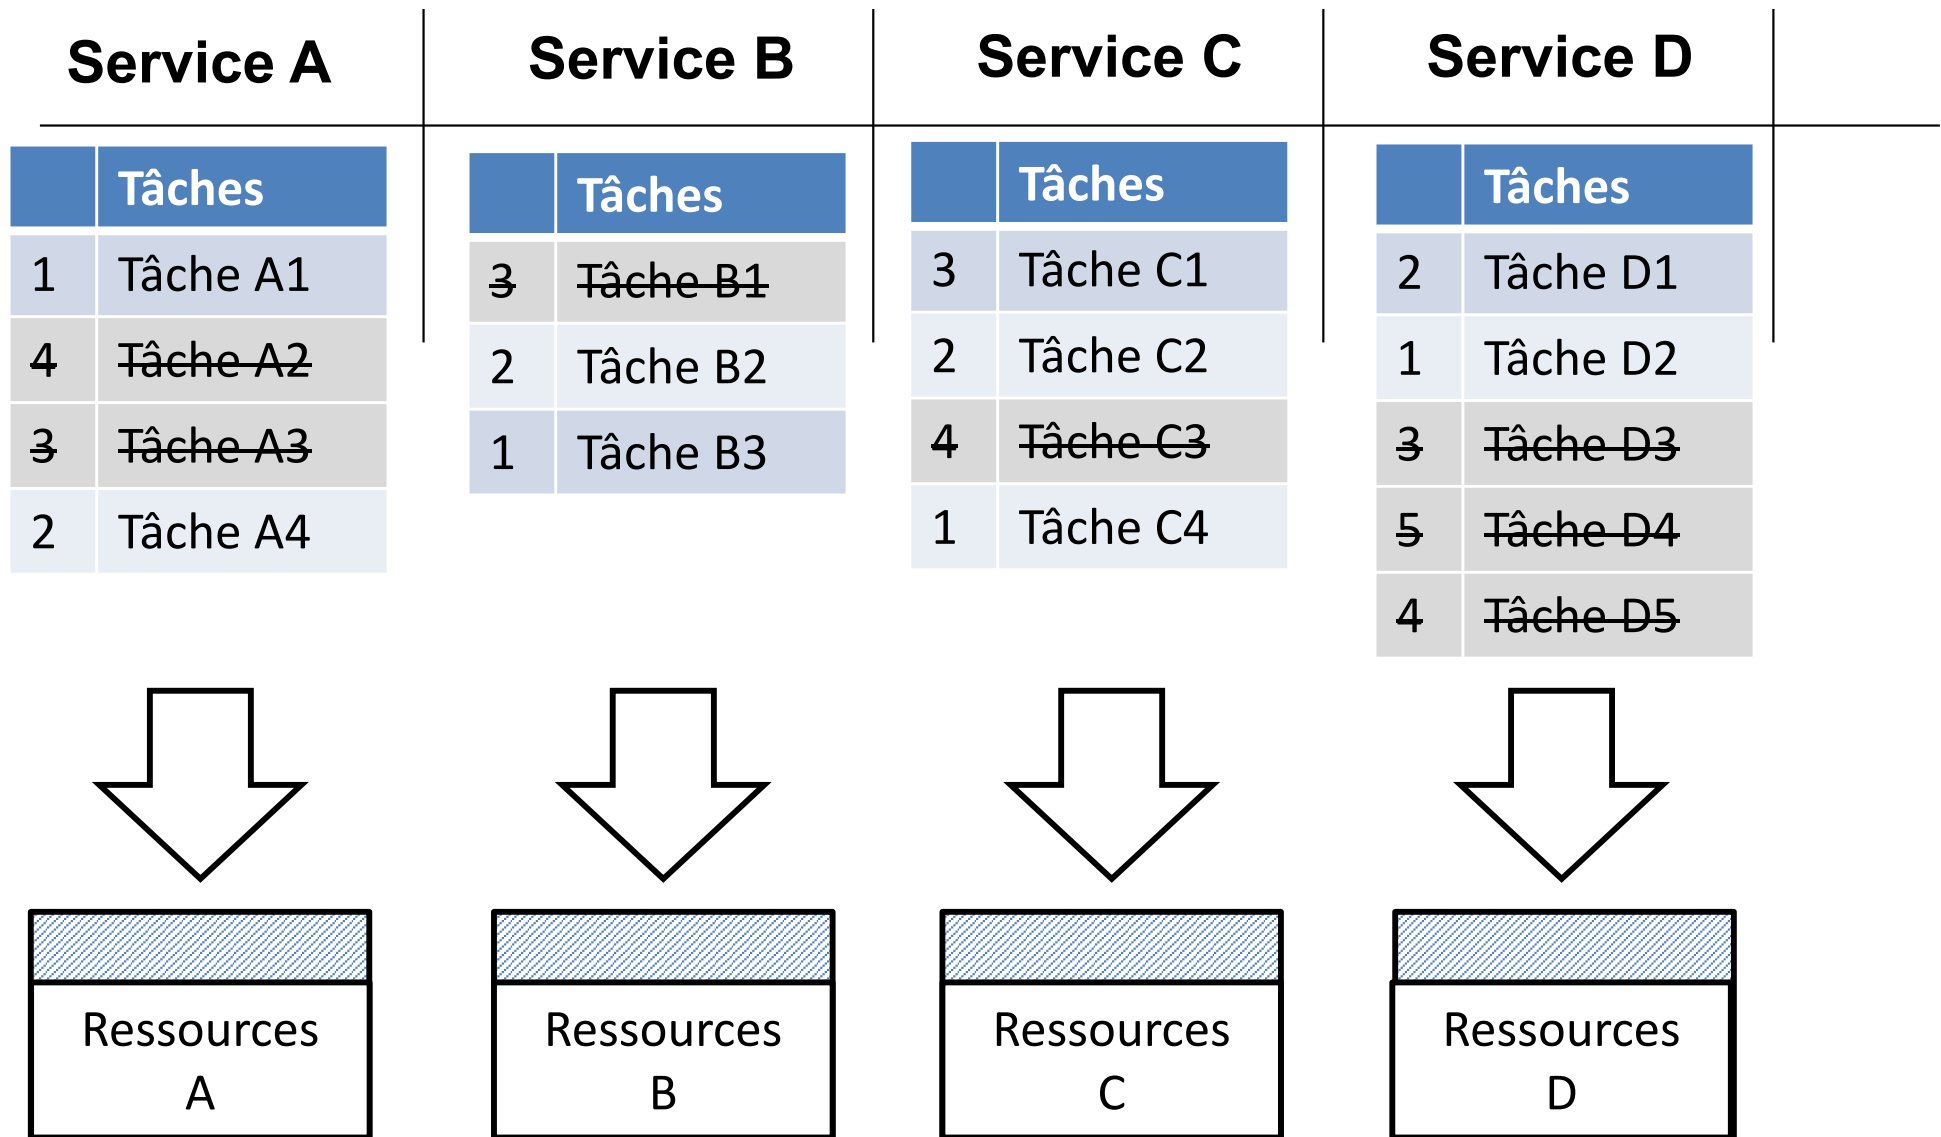 Service A
Service B
Service C
Service D
Tâches
1 Tâche A1
4 Tâche A2
3 Tâche A3
2 Tâche A4
Tâches
3 Tâche B1
2 Tâche B2
1 Tâche B3
Tâches
3 Tâche C1
2 Tâche C2
4 Tâche C3
1 Tâche C4
Tâches
2 Tâche D1
1 Tâche D2
3 Tâche D3
5 Tâche D4
4 Tâche D5
Ressources
A
Ressources
B
Ressources
C
Ressources
D